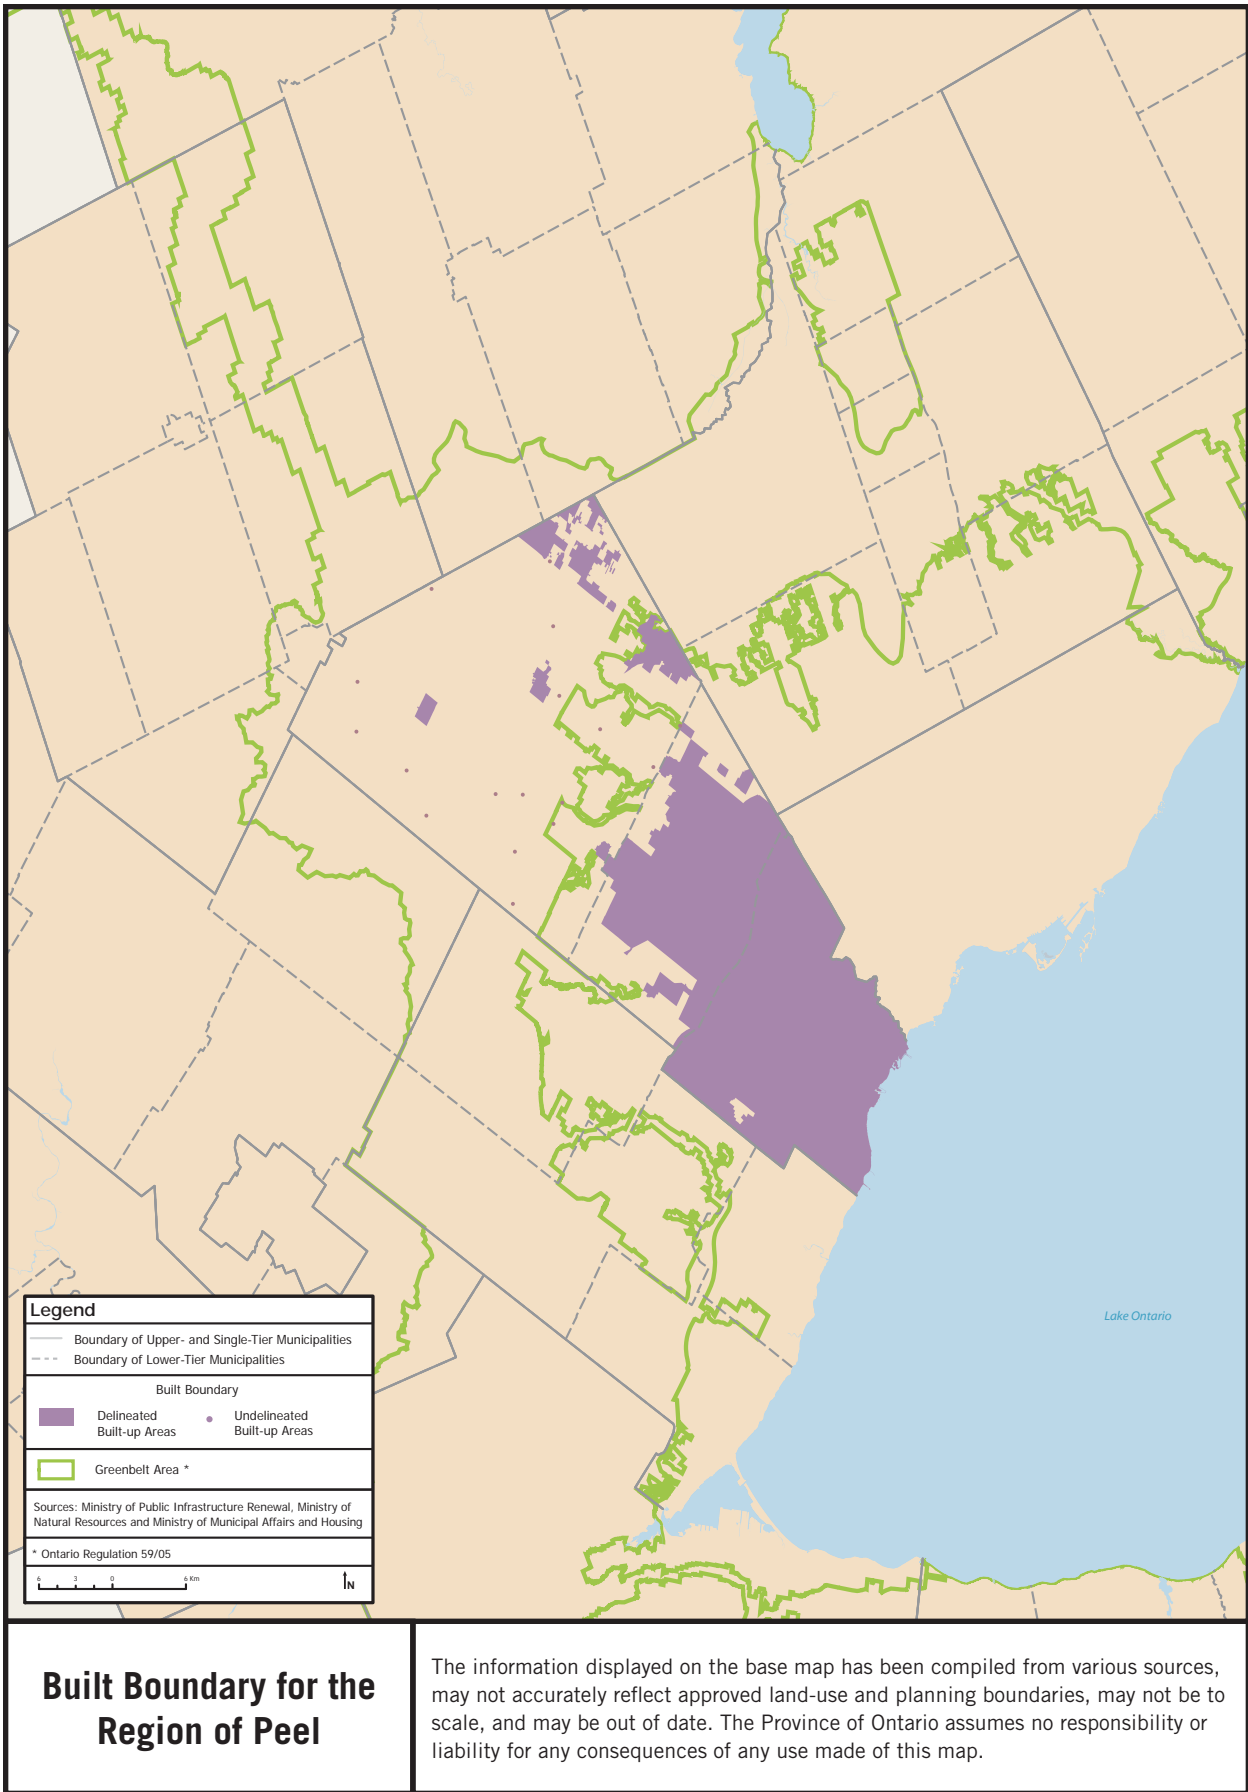 Lake Ontario
Legend
Boundary of Upper- and Single-Tier Municipalities
Boundary of Lower-Tier Municipalities
Built Boundary
Delineated
Built-up Areas
Undelineated
Built-up Areas
Greenbelt Area *
Sources: Ministry of Public Infrastructure Renewal, Ministry of
Natural Resources and Ministry of Municipal Affairs and Housing
* Ontario Regulation 59/05
6 3 0 6 Km
N
Built Boundary for the
Region of Peel
The information displayed on the base map has been compiled from various sources,
may not accurately reflect approved land-use and planning boundaries, may not be to
scale, and may be out of date. The Province of Ontario assumes no responsibility or
liability for any consequences of any use made of this map.